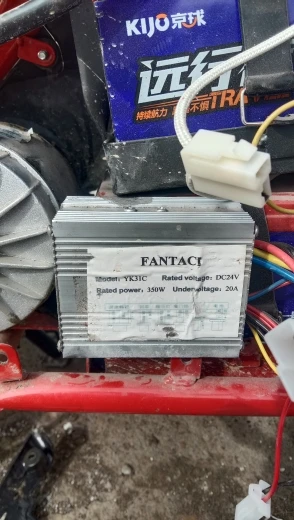 KIJO京球
远行
持续航力
TRA
FANTACI
Model: YK31C Rated voltage: DC24V
Rated power: 350W Undervoltage: 20A